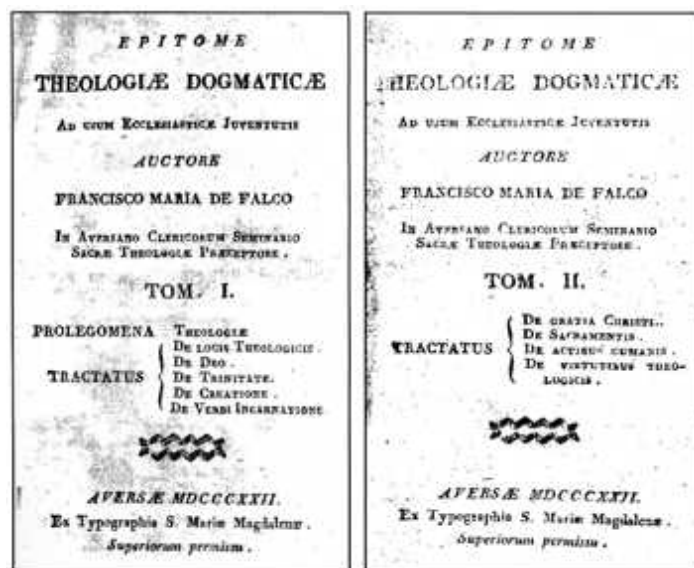 EPITOME
THEOLOGIÆ DOGMATICÆ
AD USUM ECCLESIASTICÆ JUVENTUTIS
AUCTORE
FRANCISCO MARIA DE FALCO
IN AVERSANO CLERICORUM SEMINARIO
SACRÆ THEOLOGIÆ PRÆCEPTORE.
TOM. I.
PROLEGOMENA THEOLOGIÆ
DE LOCIS THEOLOGICIS.
DE DEO.
TRACTATUS DE TRINITATE.
DE CREATIONE.
DE VERBI INCARNATIONE
AVERSÆ MDCCCXXII.
Ex Typographia S. Mariæ Magdalenæ.
Superiorum permissu.
EPITOME
THEOLOGIÆ DOGMATICÆ
AD USUM ECCLESIASTICÆ JUVENTUTIS
AUCTORE
FRANCISCO MARIA DE FALCO
IN AVERSANO CLERICORUM SEMINARIO
SACRÆ THEOLOGIÆ PRÆCEPTORE.
TOM. II.
DE GRATIA CHRISTI.
DE SACRAMENTIS.
TRACTATUS DE ACTIBUS HUMANIS.
DE VIRTUTIBUS THEO-
LOGICIS.
AVERSÆ MDCCCXXII.
Ex Typographia S. Mariæ Magdalenæ.
Superiorum permissu.